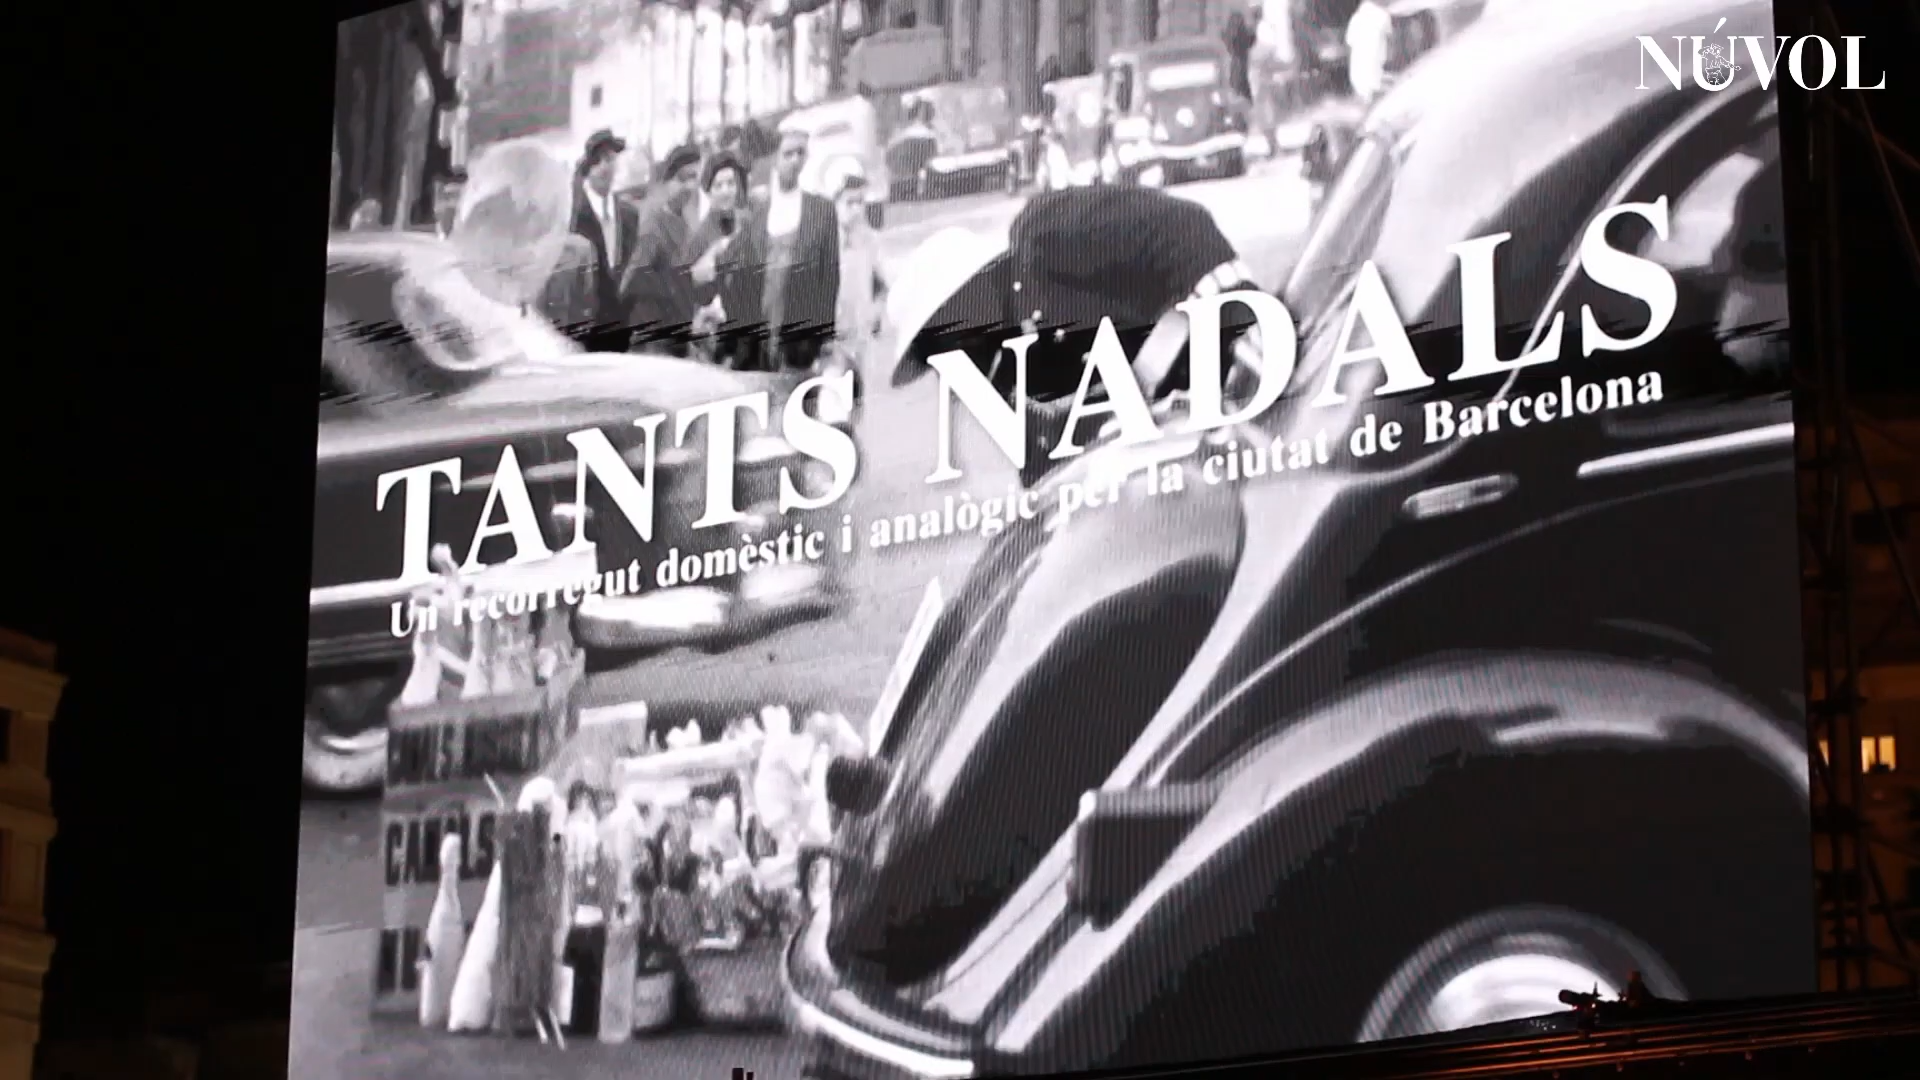 NÚVOL
TANTS NADALS
Un recorregut domèstic i analògic per la ciutat de Barcelona